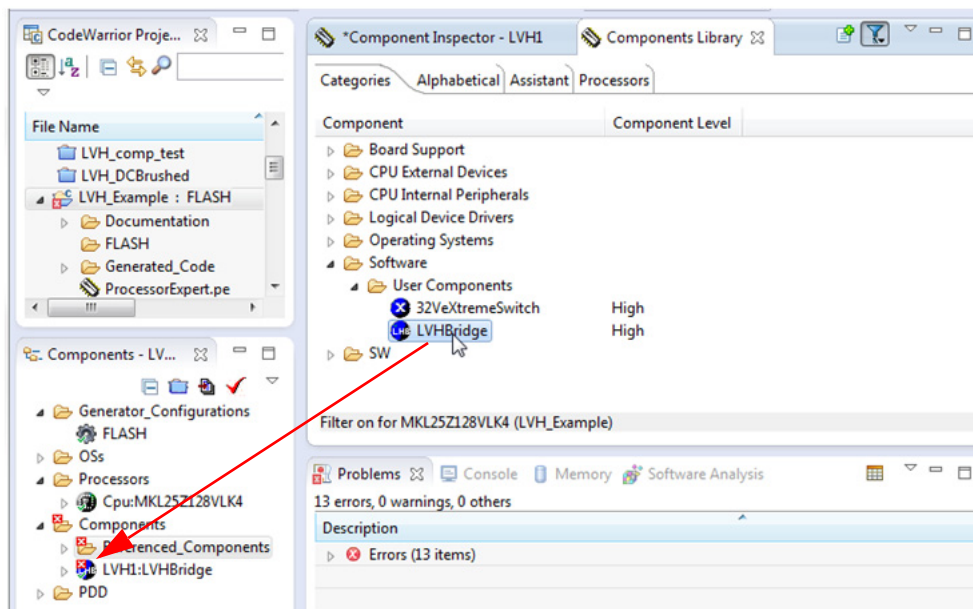 CodeWarrior Proje...
File Name
LVH_comp_test
LVH_DCBrushed
LVH_Example : FLASH
Documentation
FLASH
Generated_Code
ProcessorExpert.pe
Components - LV...
Generator_Configurations
FLASH
OSs
Processors
Cpu:MKL25Z128VLK4
Components
Referenced_Components
LVH1:LVHBridge
PDD
*Component Inspector - LVH1
Components Library
Categories Alphabetical Assistant Processors
Component Component Level
Board Support
CPU External Devices
CPU Internal Peripherals
Logical Device Drivers
Operating Systems
Software
User Components
32VeXtremeSwitch High
LHB LVHBridge High
SW
Filter on for MKL25Z128VLK4 (LVH_Example)
Problems Console Memory Software Analysis
13 errors, 0 warnings, 0 others
Description
Errors (13 items)